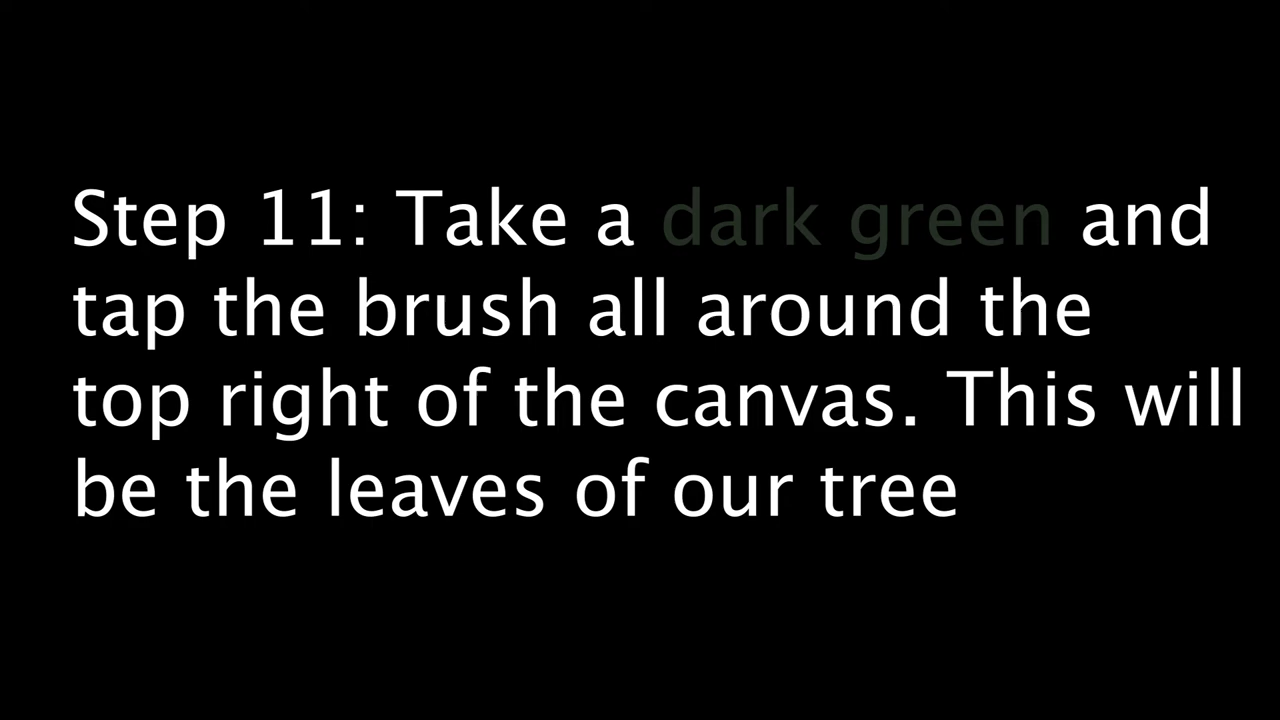 Step 11: Take a dark green and
tap the brush all around the
top right of the canvas. This will
be the leaves of our tree